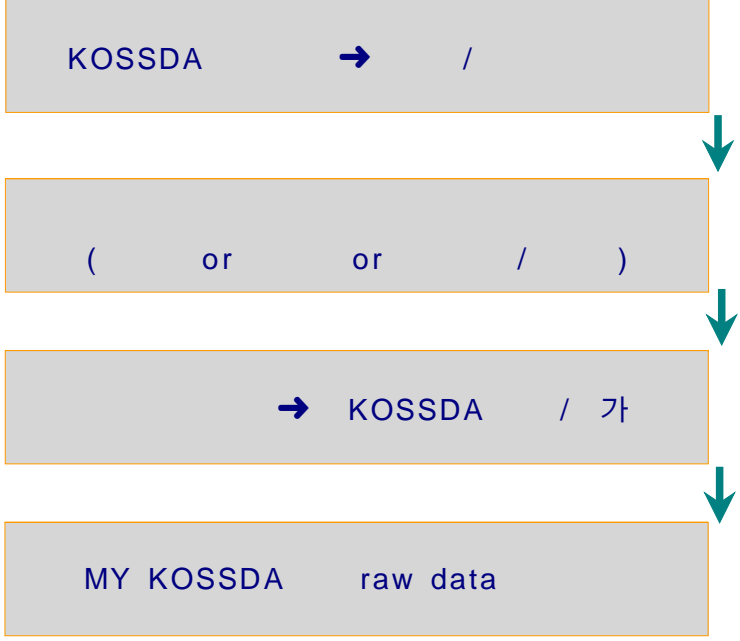 KOSSDA ➜ /
( or or / )
➜ KOSSDA / 가
MY KOSSDA raw data